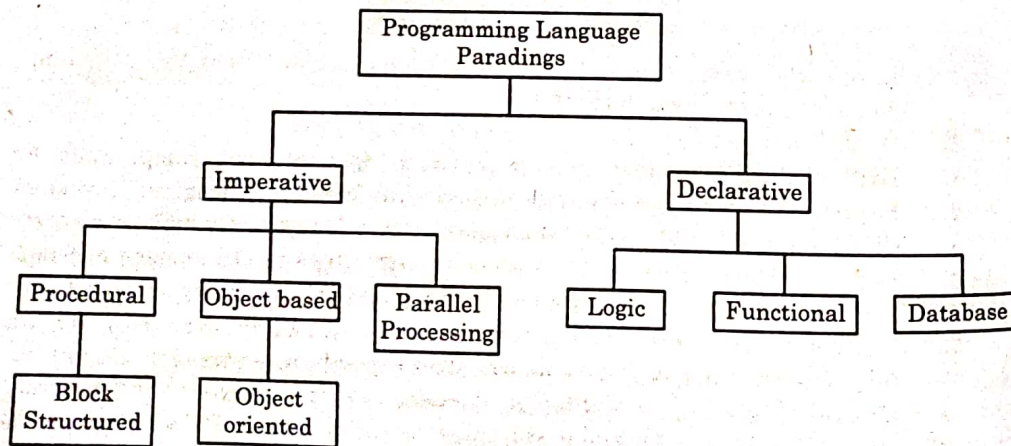 Programming Language
Paradings
Imperative
Declarative
Procedural
Object based
Parallel
Processing
Logic
Functional
Database
Block
Structured
Object
oriented